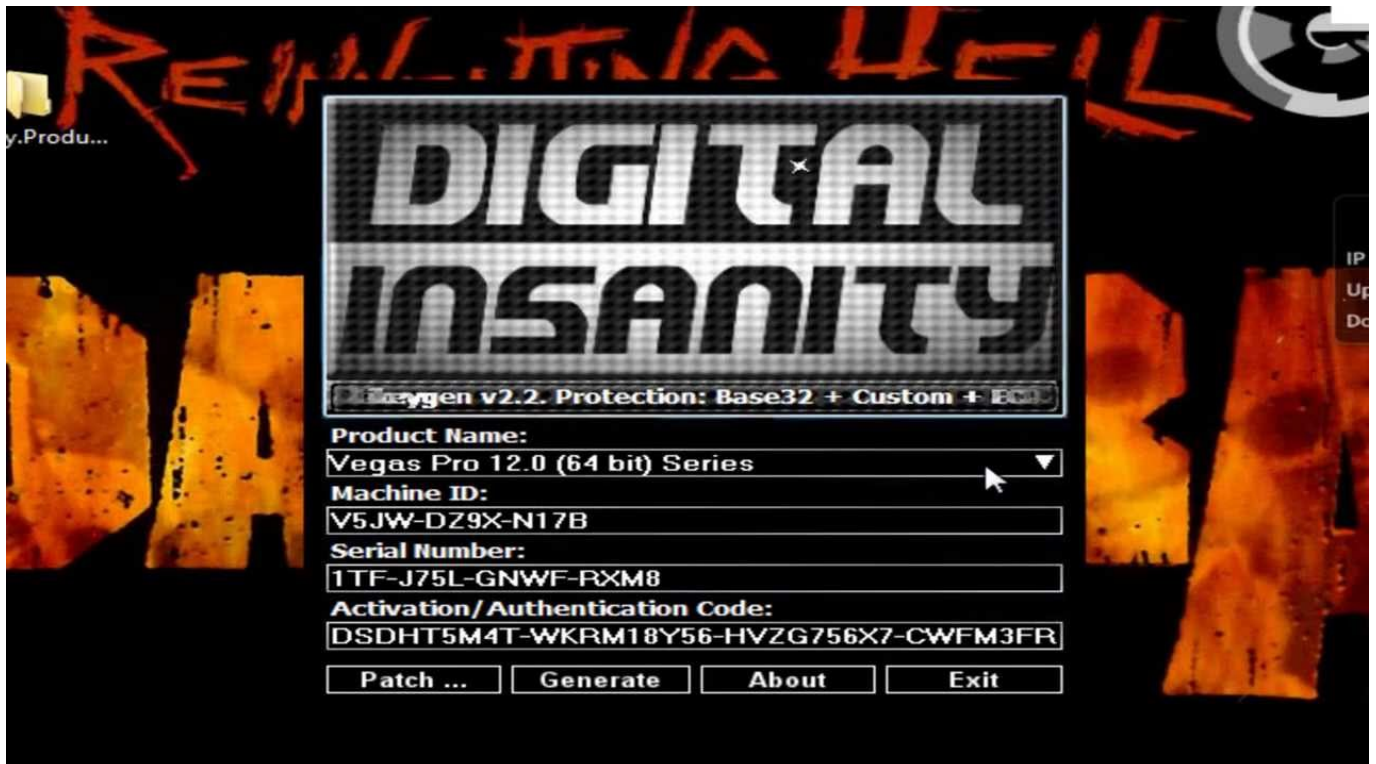 HELL
y.Produ...
DIGITAL
INSANITY
Keygen v2.2. Protection: Base32 + Custom +
Product Name:
Vegas Pro 12.0 (64 bit) Series
Machine ID:
V5JW-DZ9X-N17B
Serial Number:
1TF-J75L-GNWF-RXM8
Activation/Authentication Code:
DSDHT5M4T-WKRM18Y56-HVZG756X7-CWFM3FR
Patch ...
Generate
About
Exit
IP
Up
Do